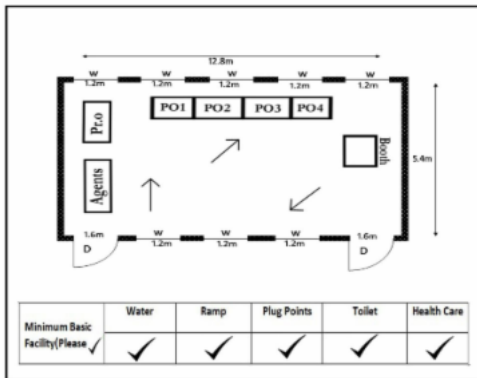 12.8m
W W W W W
1.2m 1.2m 1.2m 1.2m 1.2m
PO1 PO2 PO3 PO4
Pr.o
Booth
5.4m
Agents
1.6m 1.6m
D W W W D
1.2m 1.2m 1.2m
Water Ramp Plug Points Toilet Health Care
Minimum Basic
Facility(Please ✓ ✓ ✓ ✓ ✓ ✓